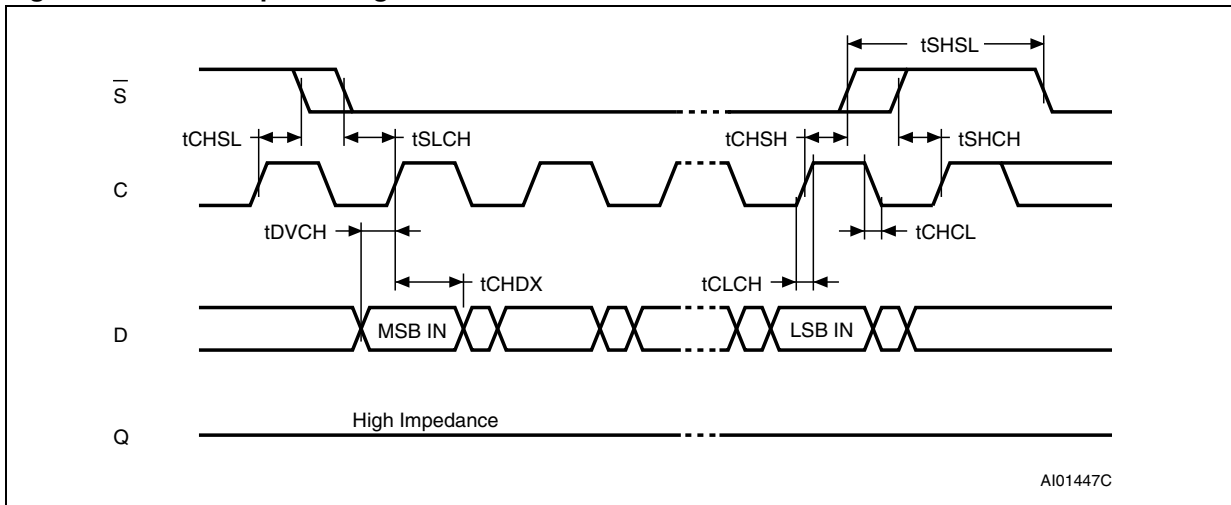 tSHSL
S
tCHSL
tSLCH
tCHSH
tSHCH
C
tDVCH
tCHCL
tCHDX
tCLCH
D
MSB IN
LSB IN
High Impedance
Q
AI01447C